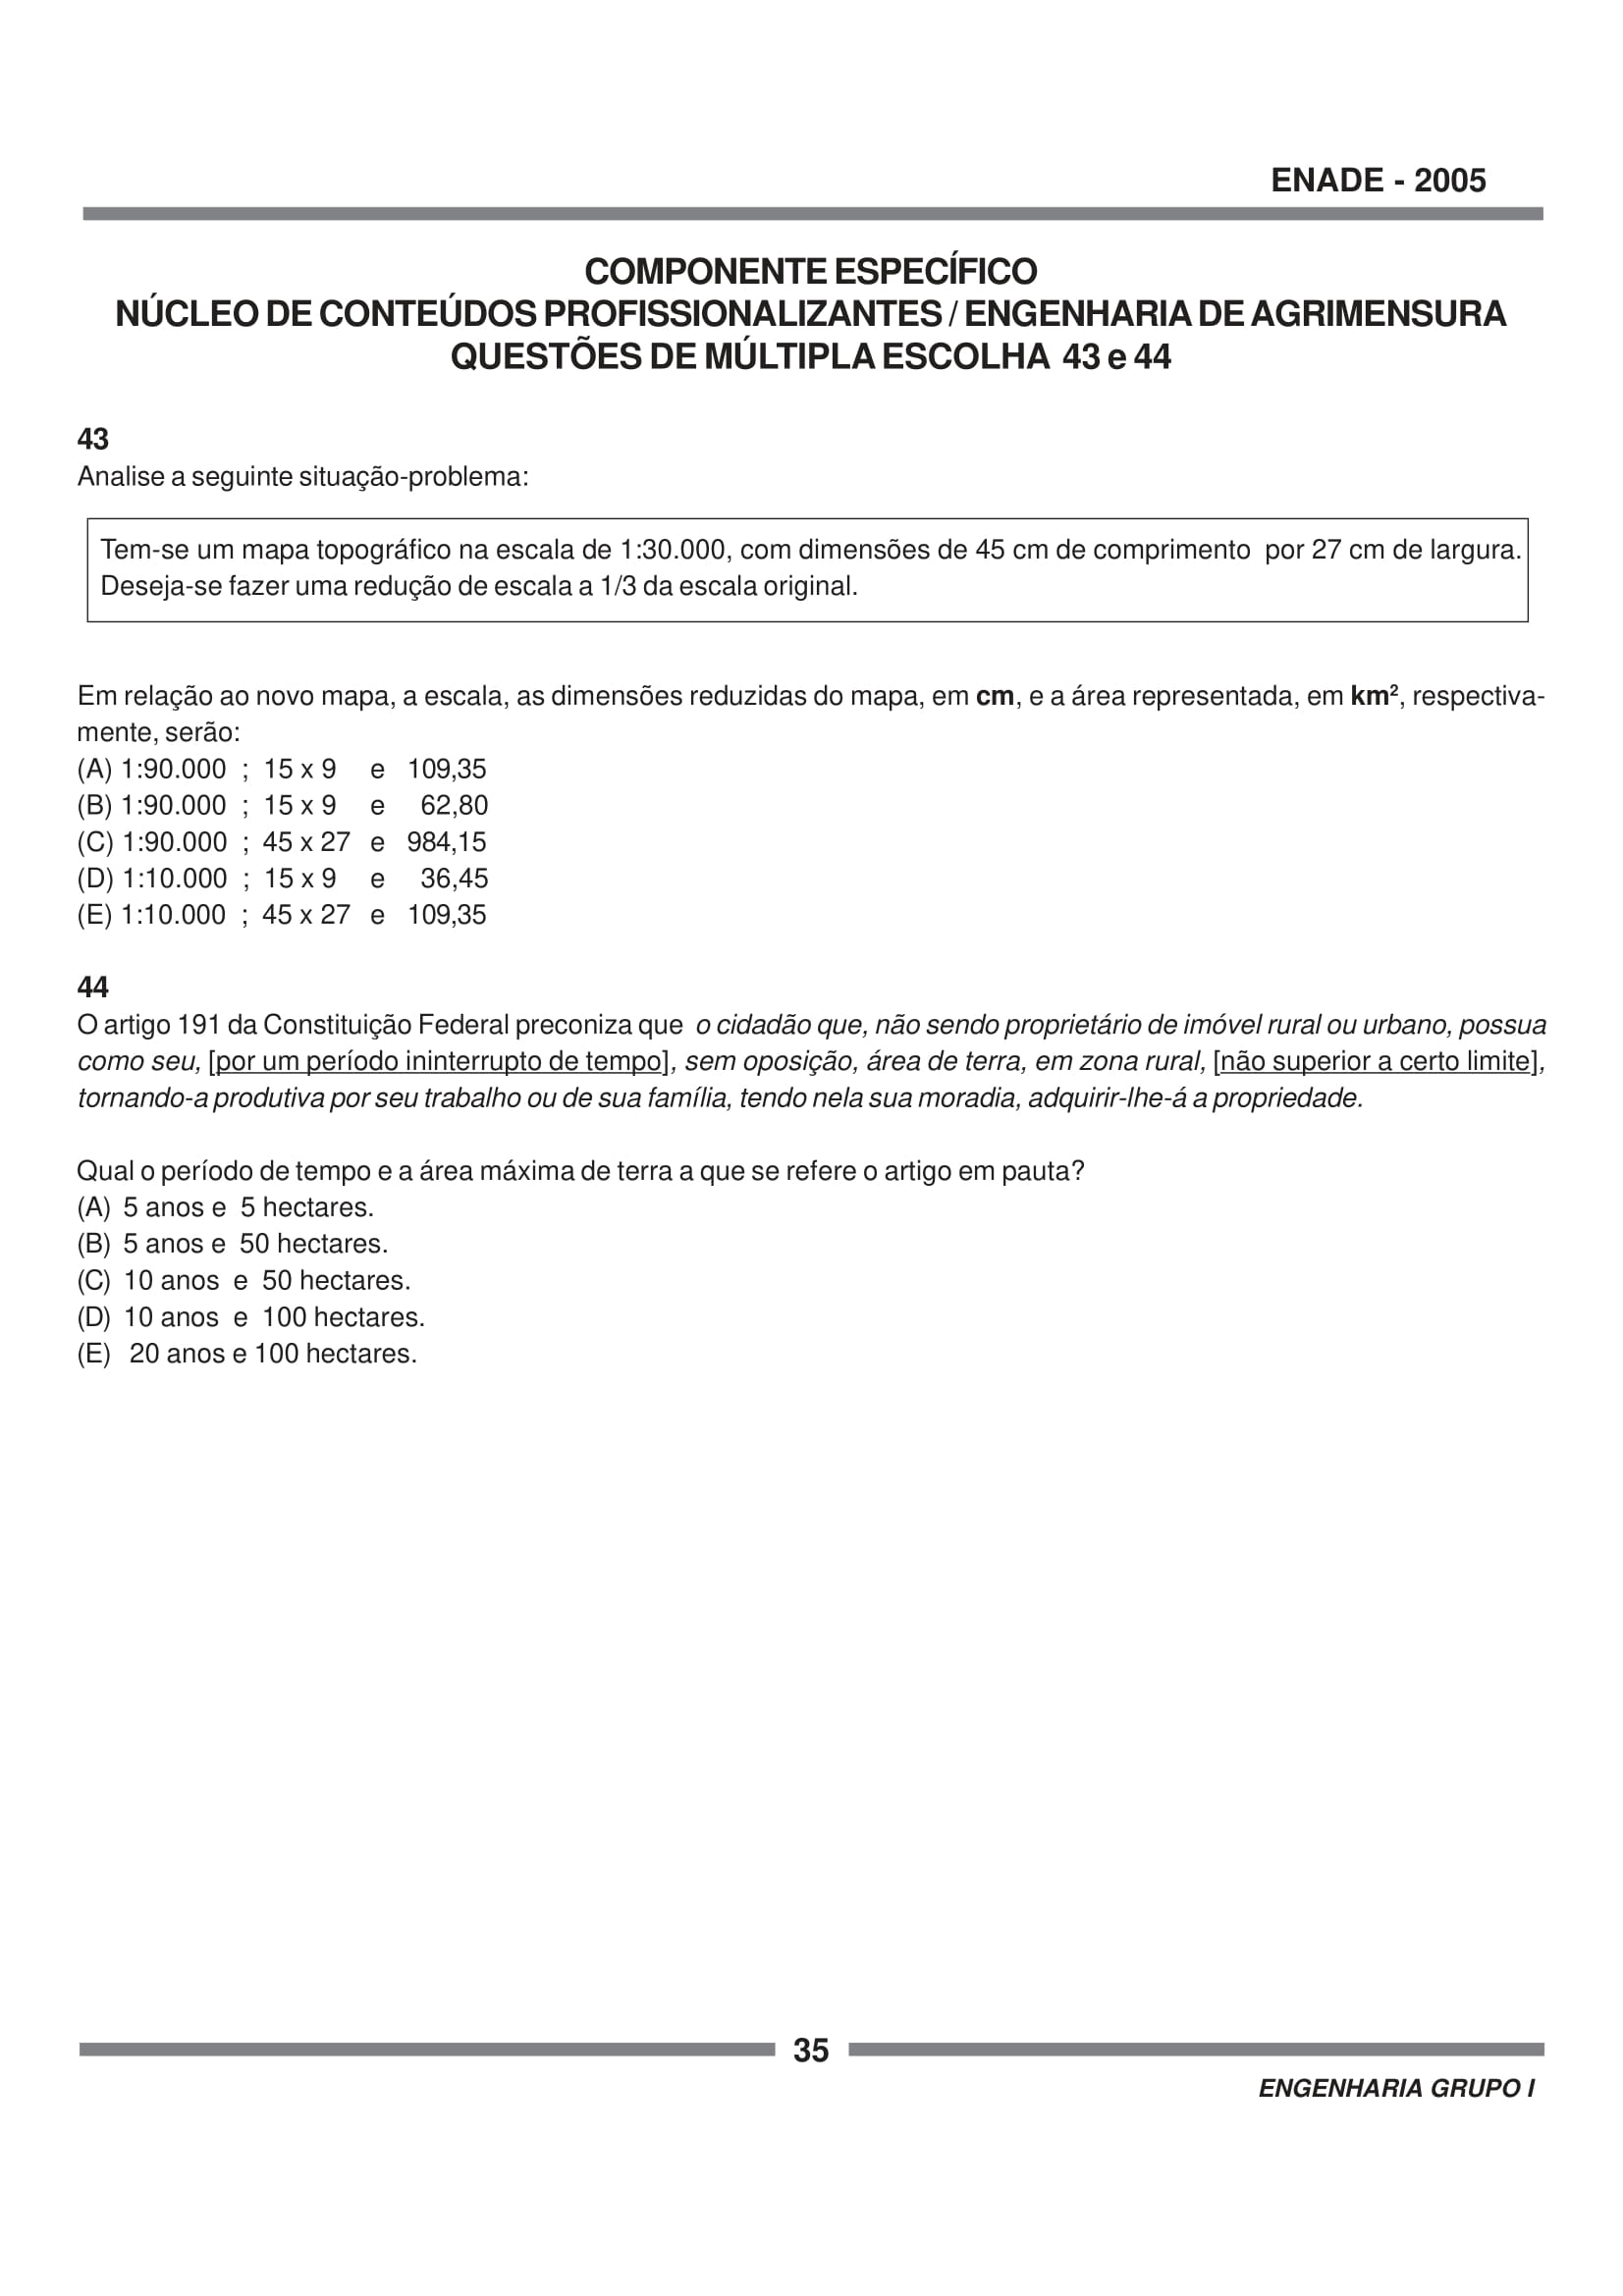 ENADE - 2005
COMPONENTE ESPECÍFICO
NÚCLEO DE CONTEÚDOS PROFISSIONALIZANTES / ENGENHARIA DE AGRIMENSURA
QUESTÕES DE MÚLTIPLA ESCOLHA 43 e 44
43
Analise a seguinte situação-problema:
Tem-se um mapa topográfico na escala de 1:30.000, com dimensões de 45 cm de comprimento por 27 cm de largura.
Deseja-se fazer uma redução de escala a 1/3 da escala original.
Em relação ao novo mapa, a escala, as dimensões reduzidas do mapa, em cm, e a área representada, em km², respectiva-
mente, serão:
(A) 1:90.000 ; 15 x 9 e 109,35
(B) 1:90.000 ; 15 x 9 e 62,80
(C) 1:90.000 ; 45 x 27 e 984,15
(D) 1:10.000 ; 15 x 9 e 36,45
(E) 1:10.000 ; 45 x 27 e 109,35
44
O artigo 191 da Constituição Federal preconiza que o cidadão que, não sendo proprietário de imóvel rural ou urbano, possua
como seu, [por um período ininterrupto de tempo], sem oposição, área de terra, em zona rural, [não superior a certo limite],
tornando-a produtiva por seu trabalho ou de sua família, tendo nela sua moradia, adquirir-lhe-á a propriedade.
Qual o período de tempo e a área máxima de terra a que se refere o artigo em pauta?
(A) 5 anos e 5 hectares.
(B) 5 anos e 50 hectares.
(C) 10 anos e 50 hectares.
(D) 10 anos e 100 hectares.
(E) 20 anos e 100 hectares.
35
ENGENHARIA GRUPO I